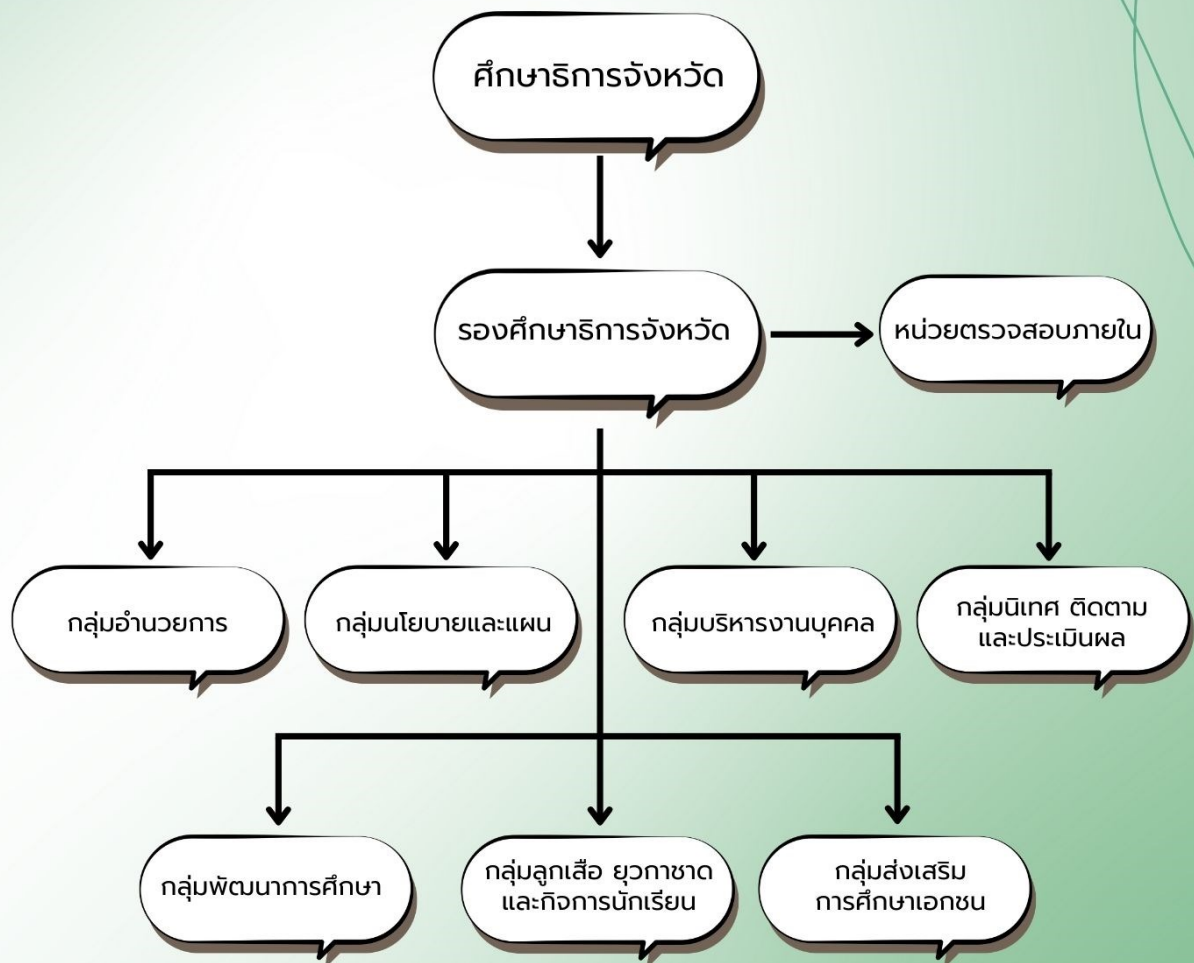 ศึกษาธิการจังหวัด
รองศึกษาธิการจังหวัด
หน่วยตรวจสอบภายใน
กลุ่มอำนวยการ
กลุ่มนโยบายและแผน
กลุ่มบริหารงานบุคคล
กลุ่มนิเทศ ติดตาม
และประเมินผล
กลุ่มพัฒนาการศึกษา
กลุ่มลูกเสือ ยุวกาชาด
และกิจการนักเรียน
กลุ่มส่งเสริม
การศึกษาเอกชน